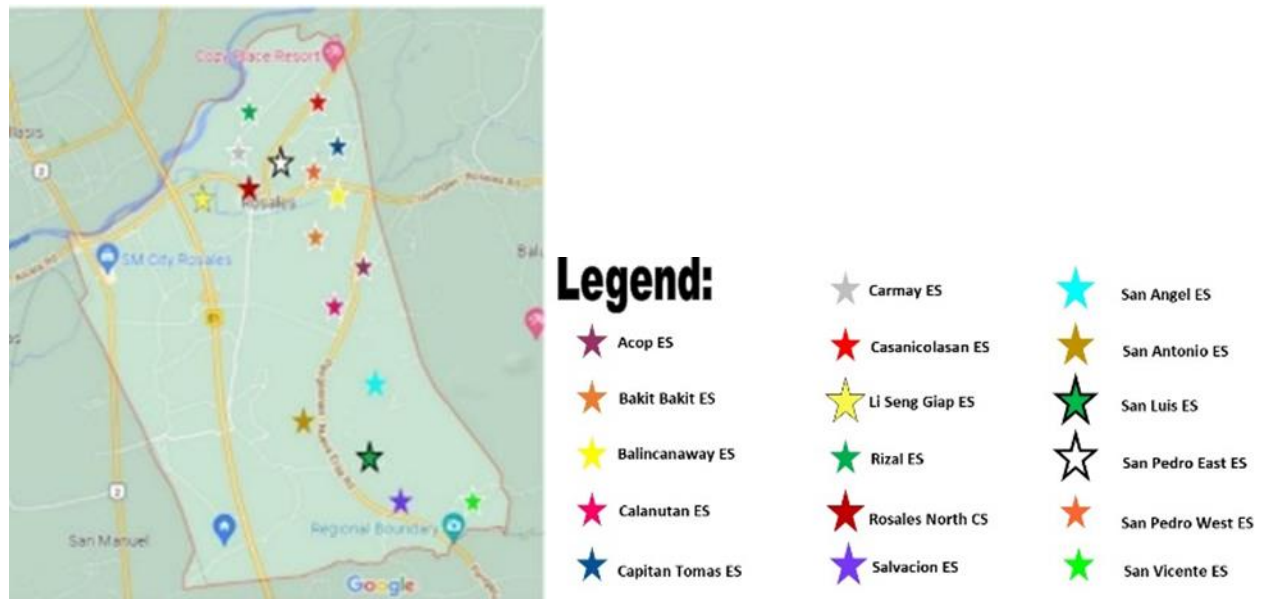 Cozy Place Resort
2
Rosales
SM City Rosales
2
San Manuel
Regional Boundary
Google
Legend:
Acop ES
Bakit Bakit ES
Balincanaway ES
Calanutan ES
Capitan Tomas ES
Carmay ES
Casanicolasan ES
Li Seng Giap ES
Rizal ES
Rosales North CS
Salvacion ES
San Angel ES
San Antonio ES
San Luis ES
San Pedro East ES
San Pedro West ES
San Vicente ES